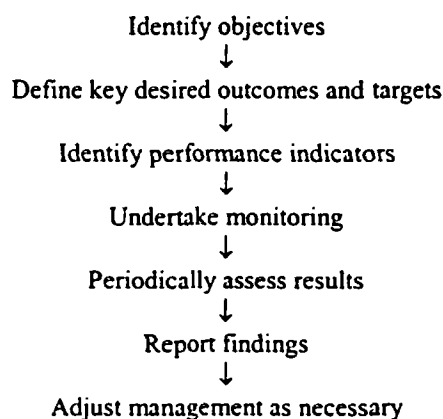 Identify objectives
↓
Define key desired outcomes and targets
↓
Identify performance indicators
↓
Undertake monitoring
↓
Periodically assess results
↓
Report findings
↓
Adjust management as necessary